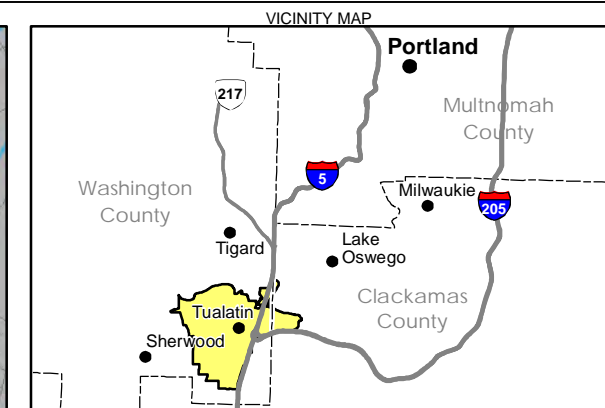 VICINITY MAP
Portland
217
Multnomah
County
5
Washington
County
Milwaukie
205
Tigard
Lake
Oswego
Clackamas
County
Tualatin
Sherwood